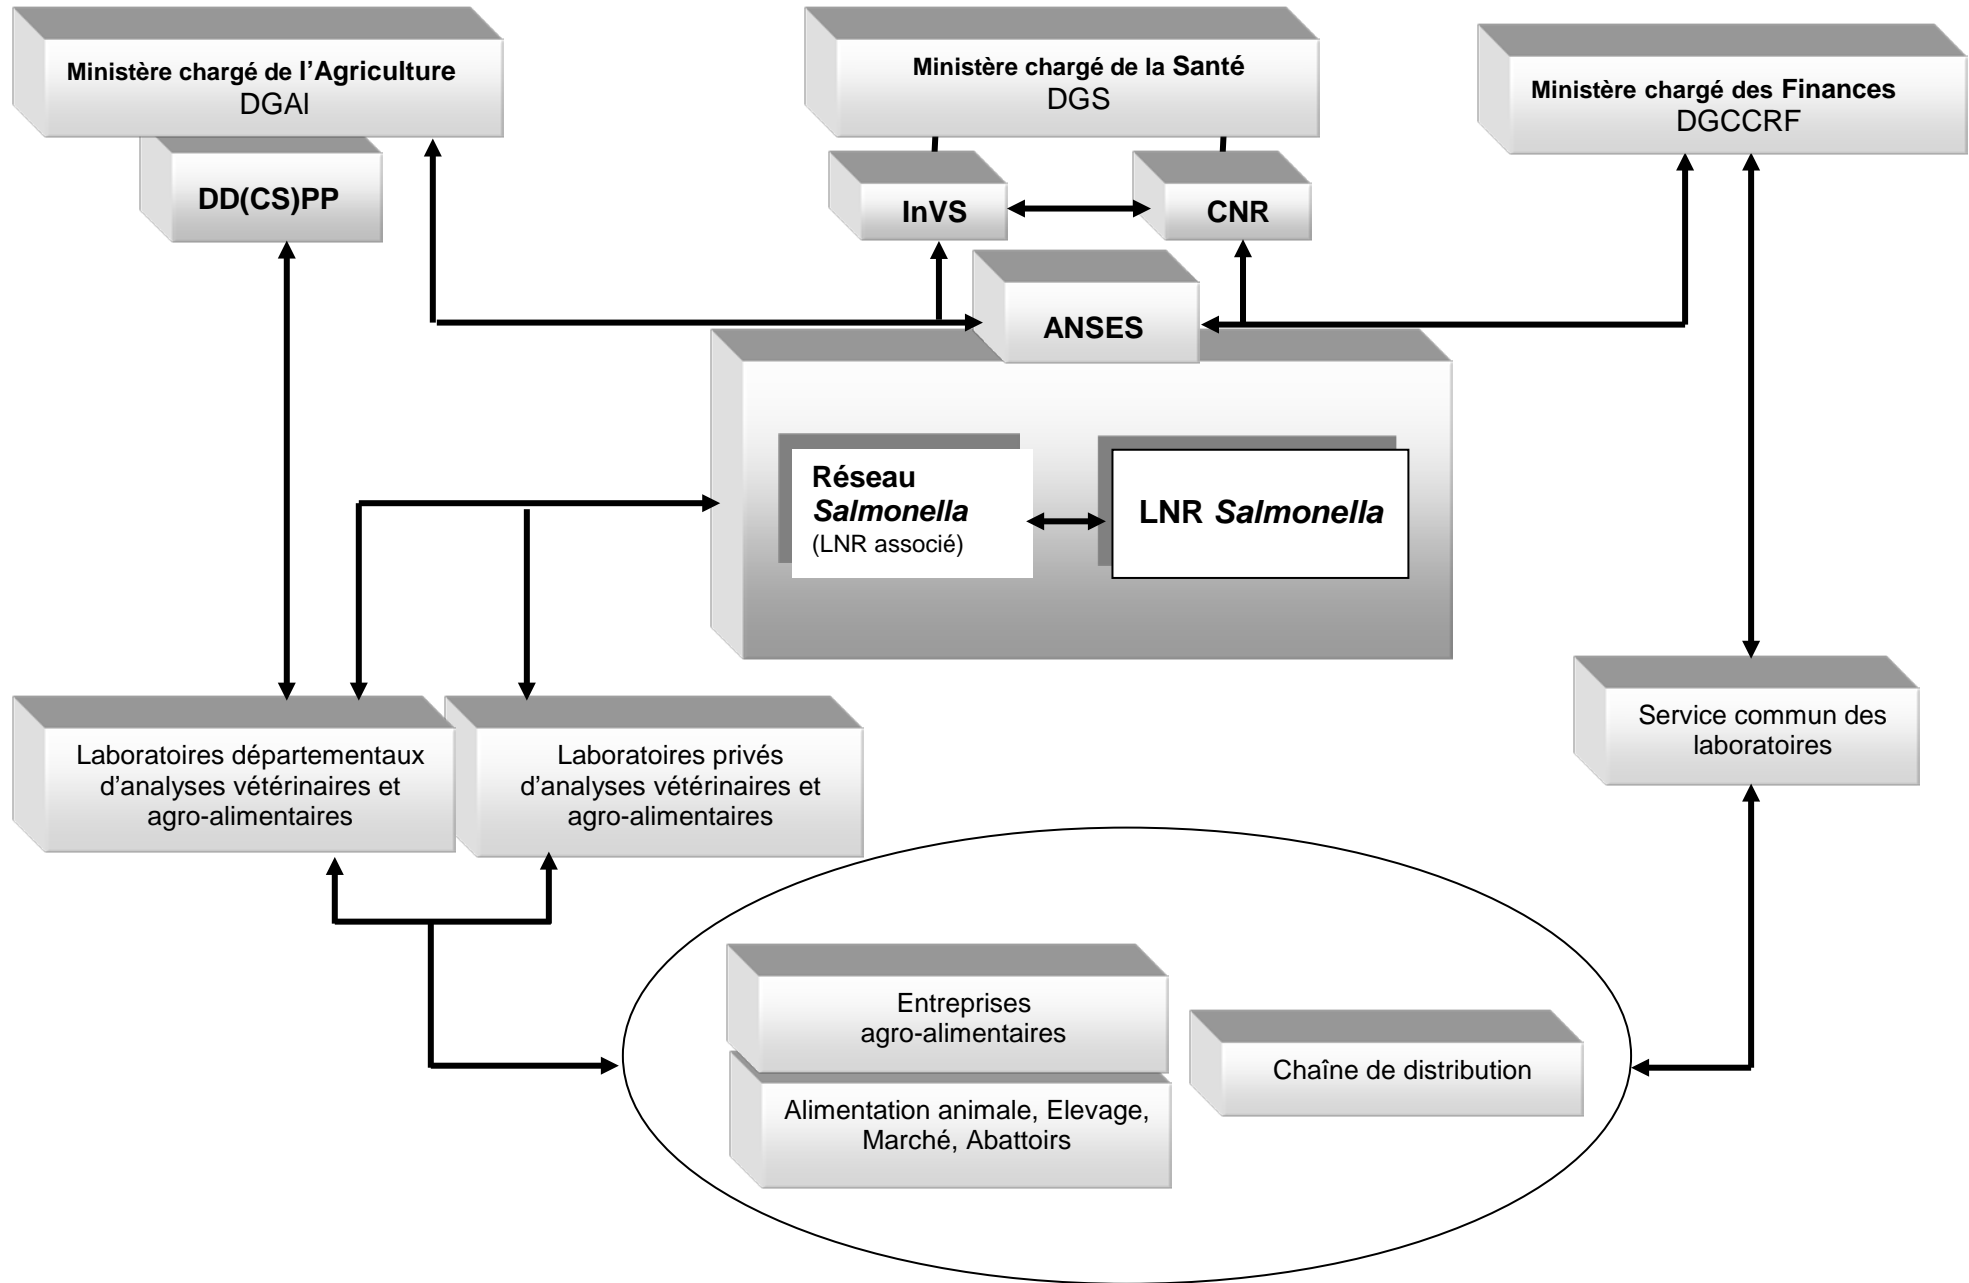 Ministère chargé de l’Agriculture
DGAl
Ministère chargé de la Santé
DGS
Ministère chargé des Finances
DGCCRF
DD(CS)PP
InVS
CNR
ANSES
Réseau
Salmonella
(LNR associé)
LNR Salmonella
Laboratoires départementaux
d’analyses vétérinaires et
agro-alimentaires
Laboratoires privés
d’analyses vétérinaires et
agro-alimentaires
Service commun des
laboratoires
Entreprises
agro-alimentaires
Alimentation animale, Elevage,
Marché, Abattoirs
Chaîne de distribution